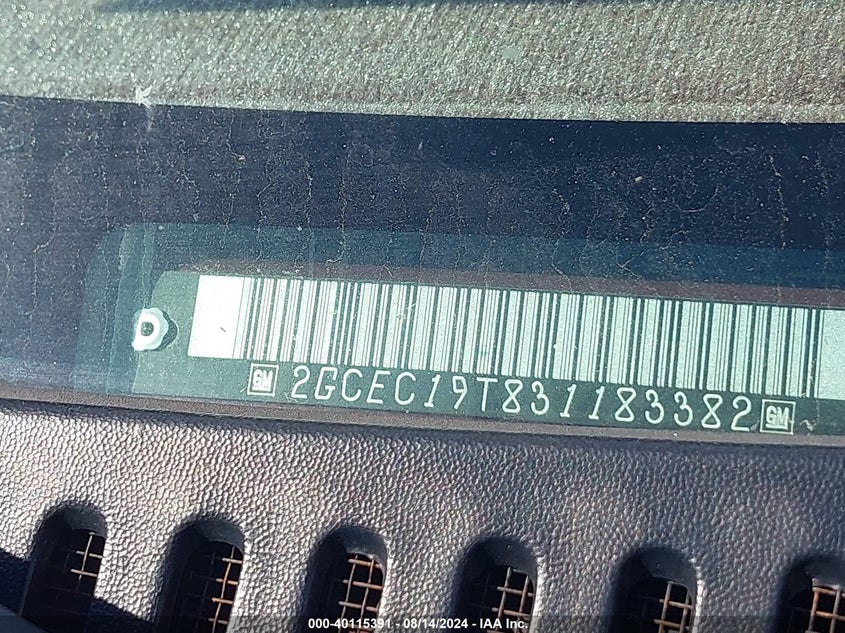 GM 2GCEC19T831183382 GM
000-40115391 - 08/14/2024 - IAA Inc.